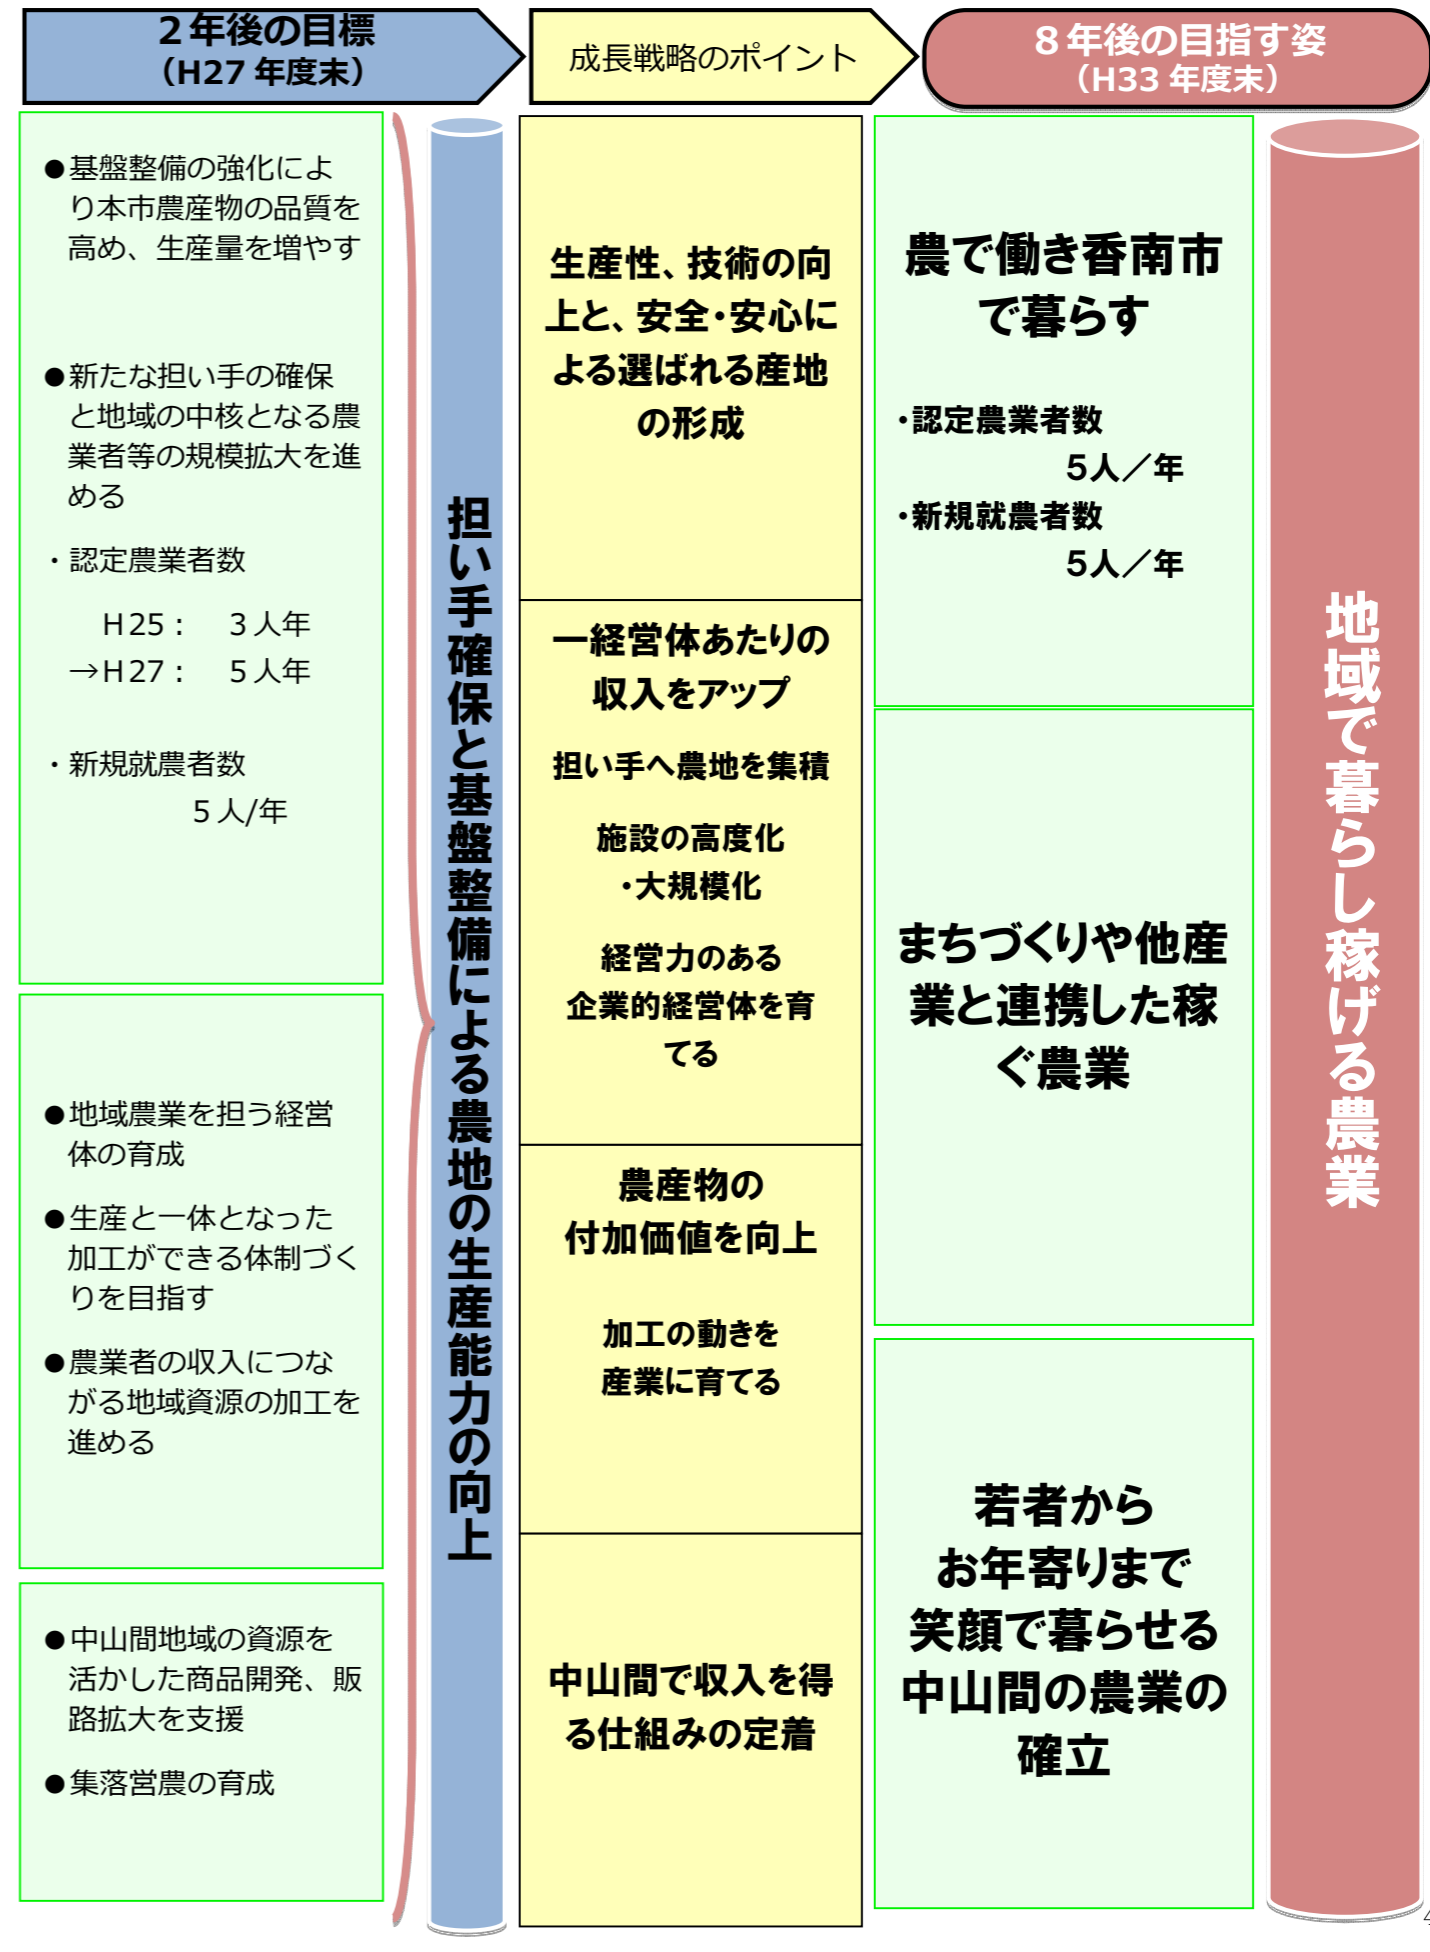 ２年後の目標
（H27 年度末）
成長戦略のポイント
８年後の目指す姿
（H33 年度末）
●基盤整備の強化によ
り本市農産物の品質を
高め、生産量を増やす
●新たな担い手の確保
と地域の中核となる農
業者等の規模拡大を進
める
・認定農業者数
Ｈ25： ３人年
→Ｈ27： ５人年
・新規就農者数
５人/年
●地域農業を担う経営
体の育成
●生産と一体となった
加工ができる体制づく
りを目指す
●農業者の収入につな
がる地域資源の加工を
進める
●中山間地域の資源を
活かした商品開発、販
路拡大を支援
●集落営農の育成
担い手確保と基盤整備による農地の生産能力の向上
生産性、技術の向
上と、安全・安心に
よる選ばれる産地
の形成
一経営体あたりの
収入をアップ
担い手へ農地を集積
施設の高度化
・大規模化
経営力のある
企業的経営体を育
てる
農産物の
付加価値を向上
加工の動きを
産業に育てる
中山間で収入を得
る仕組みの定着
農で働き香南市
で暮らす
・認定農業者数
５人／年
・新規就農者数
５人／年
まちづくりや他産
業と連携した稼
ぐ農業
若者から
お年寄りまで
笑顔で暮らせる
中山間の農業の
確立
地域で暮らし稼げる農業